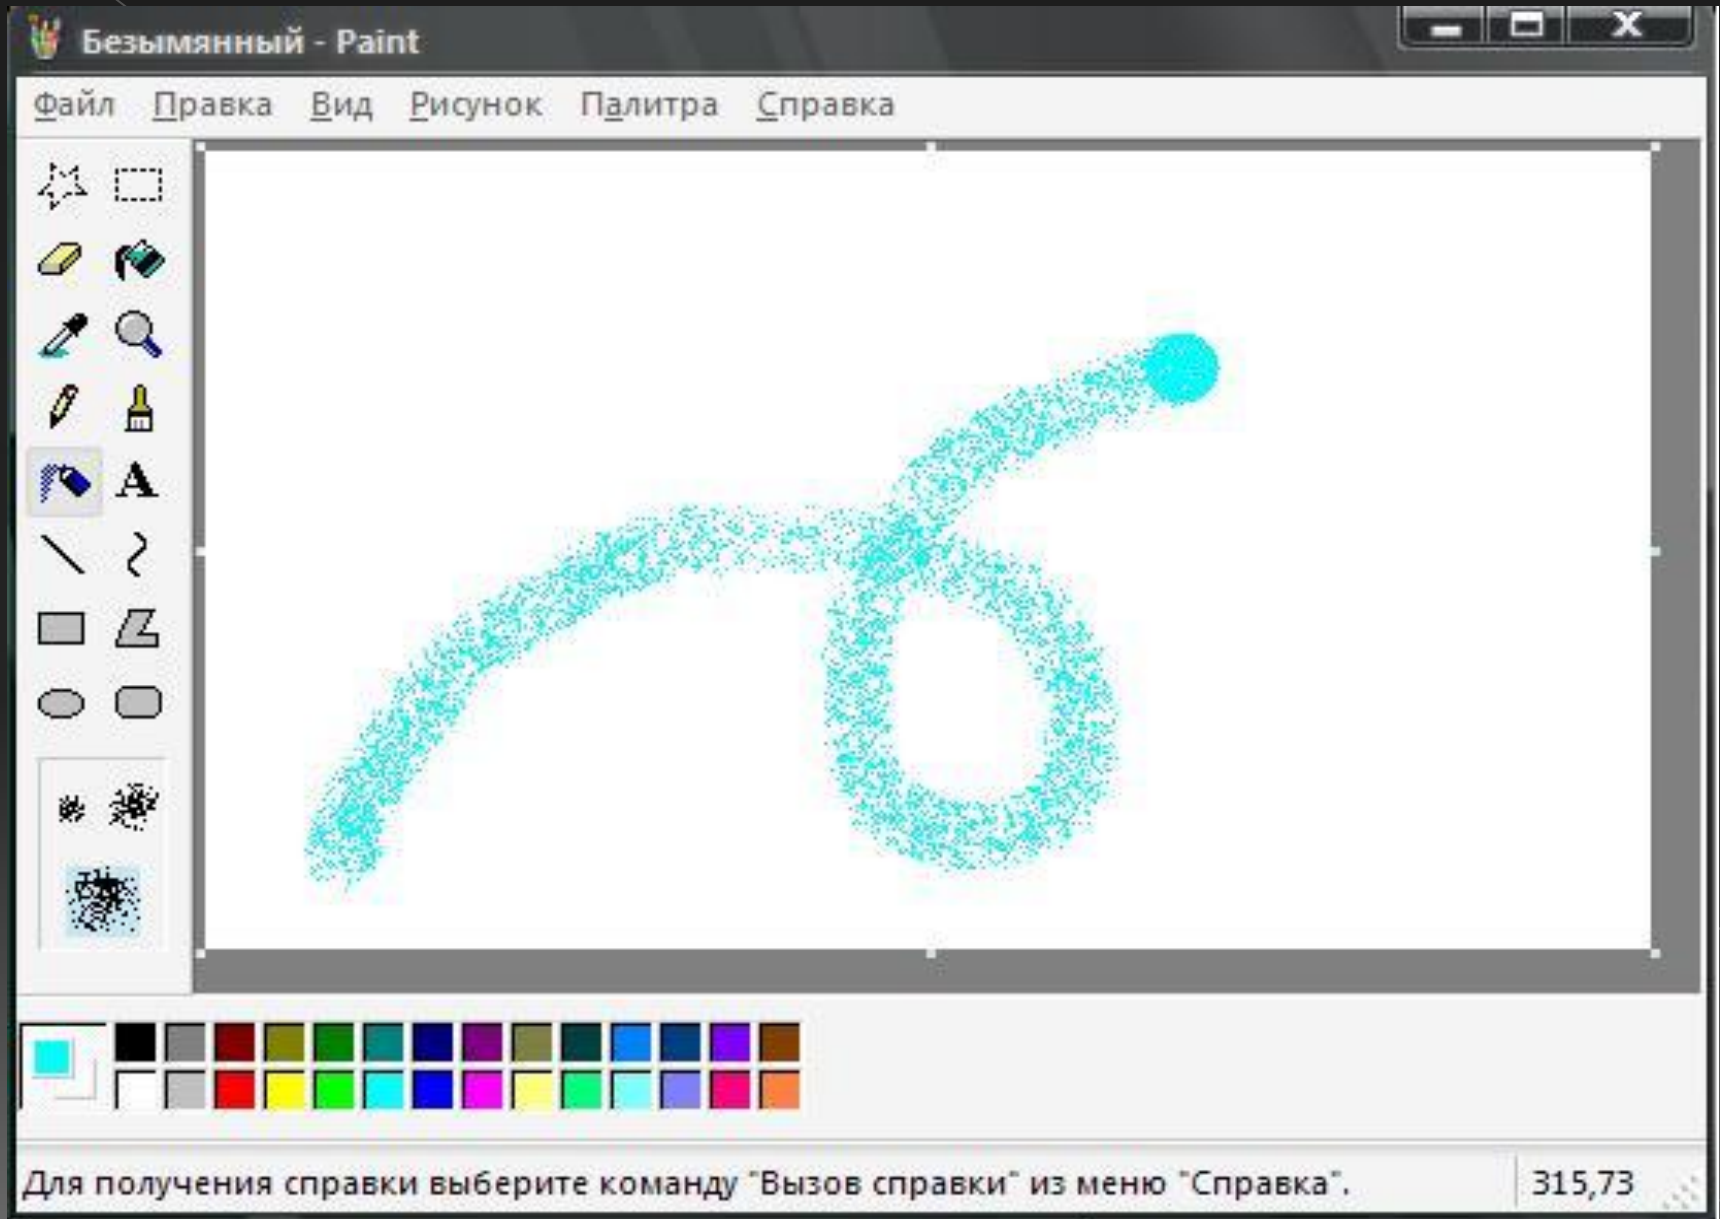 Безымянный - Paint
Файл Правка Вид Рисунок Палитра Справка
A
Для получения справки выберите команду "Вызов справки" из меню "Справка".
315,73